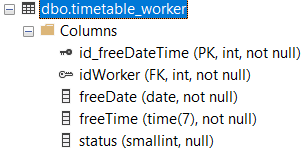 dbo.timetable_worker
Columns
id_freeDateTime (PK, int, not null)
idWorker (FK, int, not null)
freeDate (date, not null)
freeTime (time(7), not null)
status (smallint, null)